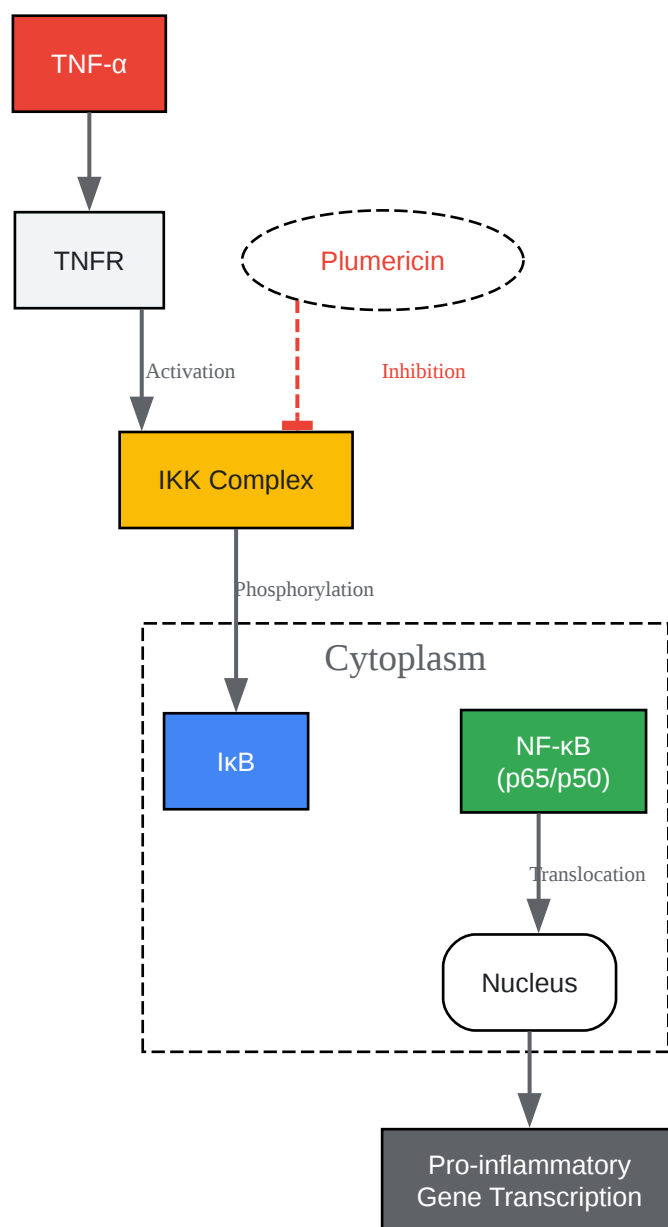 TNF-α
TNFR
Plumericin
Activation
Inhibition
IKK Complex
Phosphorylation
Cytoplasm
IκB
NF-κB
(p65/p50)
Translocation
Nucleus
Pro-inflammatory
Gene Transcription